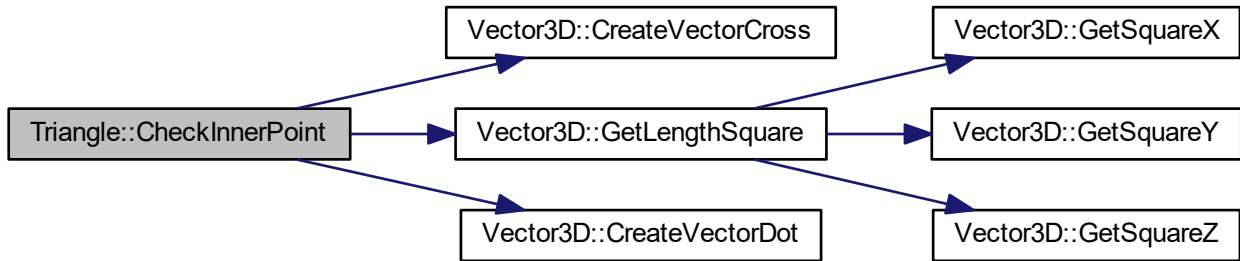 Vector3D::CreateVectorCross
Vector3D::GetSquareX
Triangle::CheckInnerPoint
Vector3D::GetLengthSquare
Vector3D::GetSquareY
Vector3D::CreateVectorDot
Vector3D::GetSquareZ